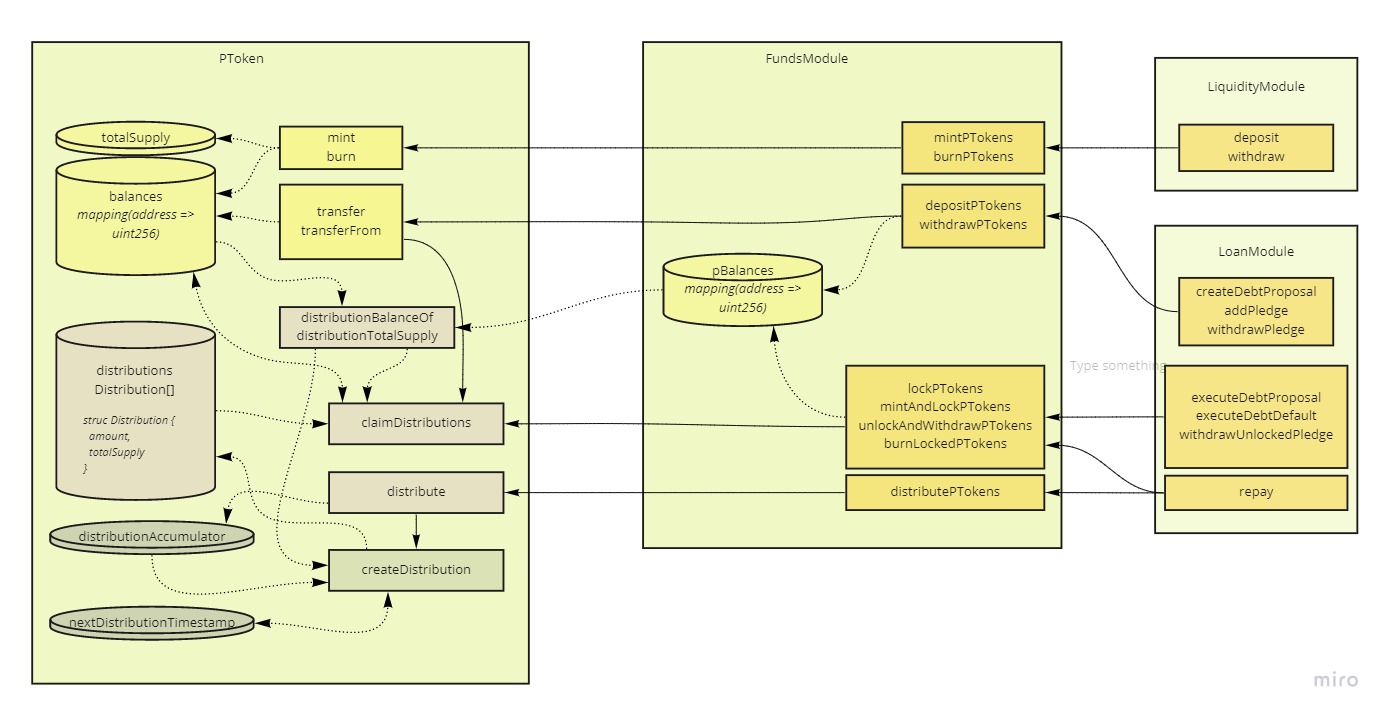 PToken
totalSupply
balances
mapping(address =>
uint256)
mint
burn
transfer
transferFrom
distributionBalanceOf
distributionTotalSupply
distributions
Distribution[]
struc Distribution {
amount,
totalSupply
}
claimDistributions
distribute
distributionAccumulator
createDistribution
nextDistributionTimestamp
FundsModule
mintPTokens
burnPTokens
depositPTokens
withdrawPTokens
pBalances
mapping(address =>
uint256)
lockPTokens
mintAndLockPTokens
unlockAndWithdrawPTokens
burnLockedPTokens
distributePTokens
LiquidityModule
deposit
withdraw
LoanModule
createDebtProposal
addPledge
withdrawPledge
Type something
executeDebtProposal
executeDebtDefault
withdrawUnlockedPledge
repay
miro